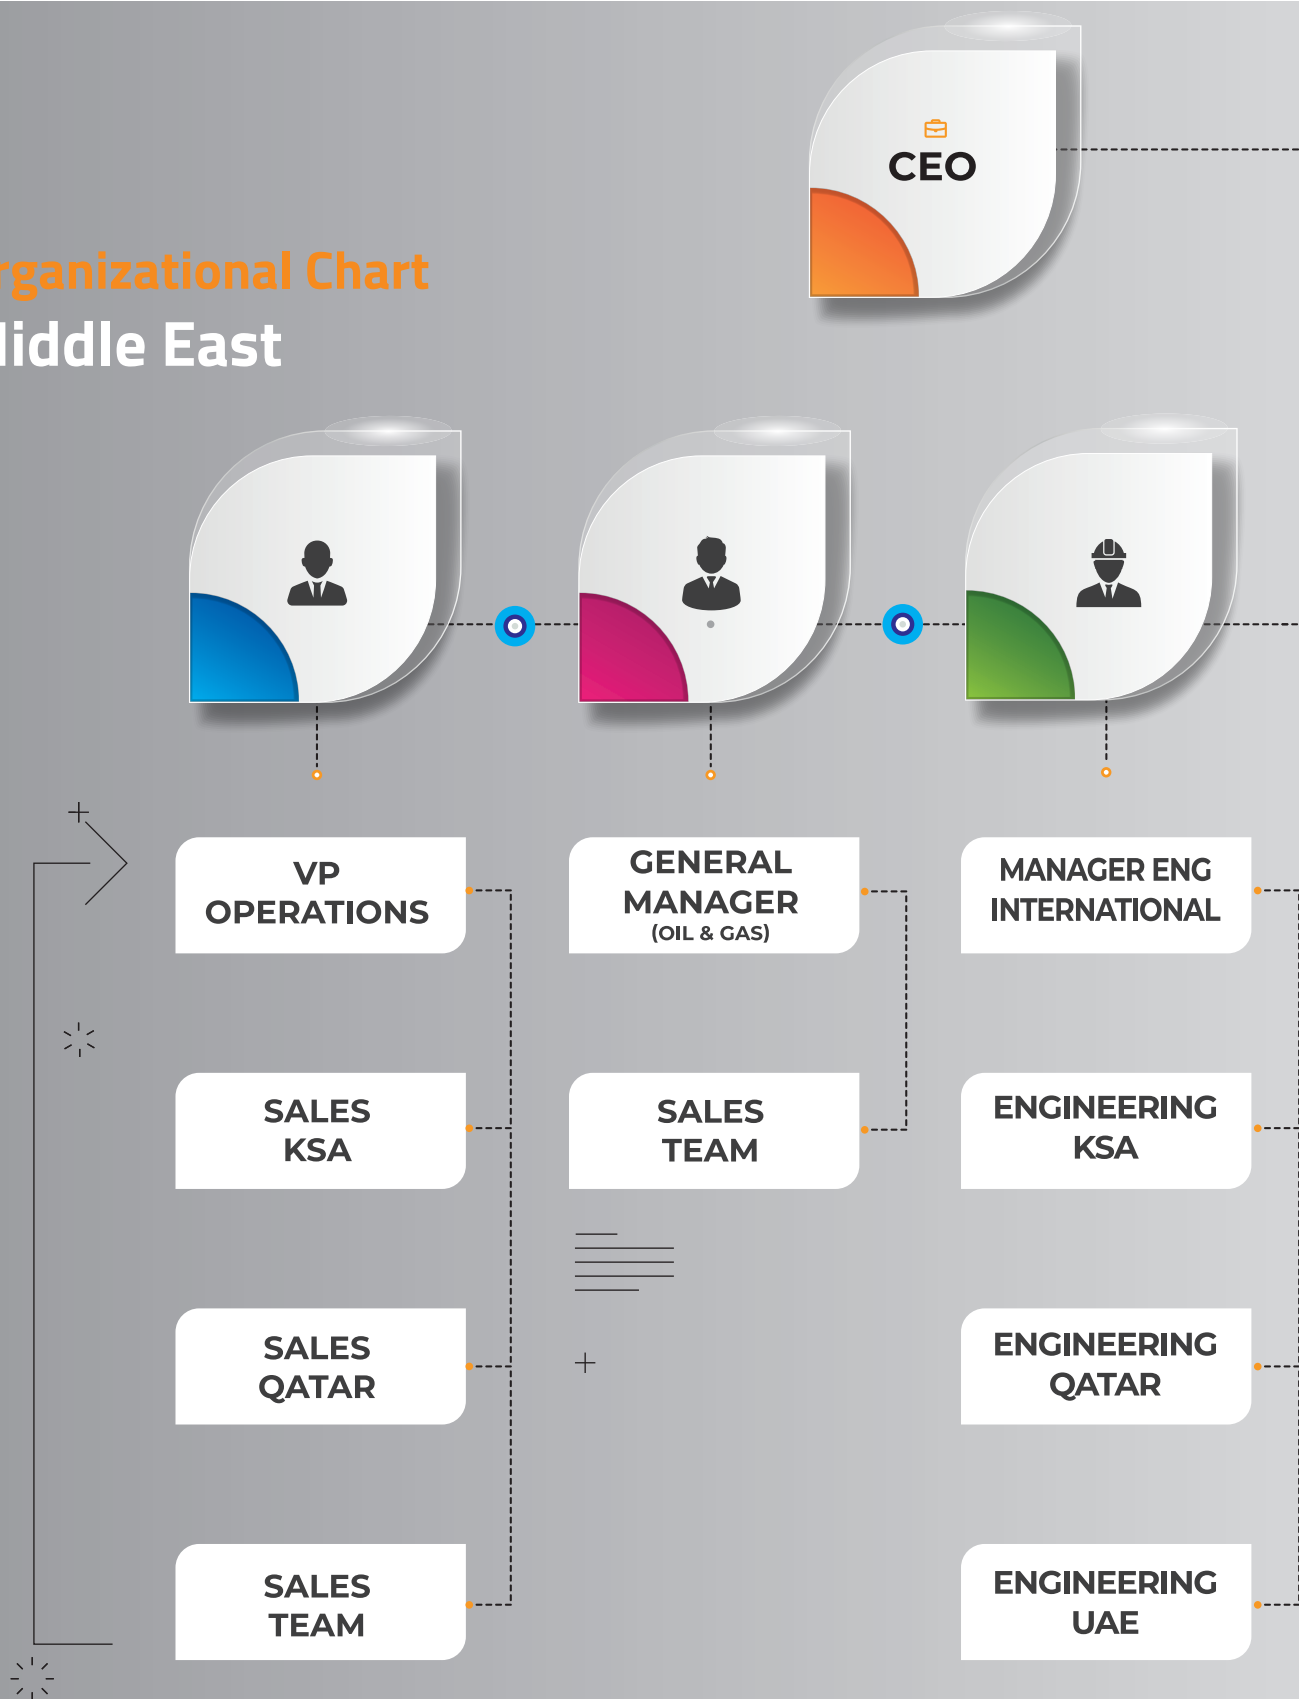 CEO
rganizational Chart
iddle East
VP
OPERATIONS
GENERAL
MANAGER
(OIL & GAS)
MANAGER ENG
INTERNATIONAL
SALES
KSA
SALES
TEAM
ENGINEERING
KSA
SALES
QATAR
ENGINEERING
QATAR
SALES
TEAM
ENGINEERING
UAE